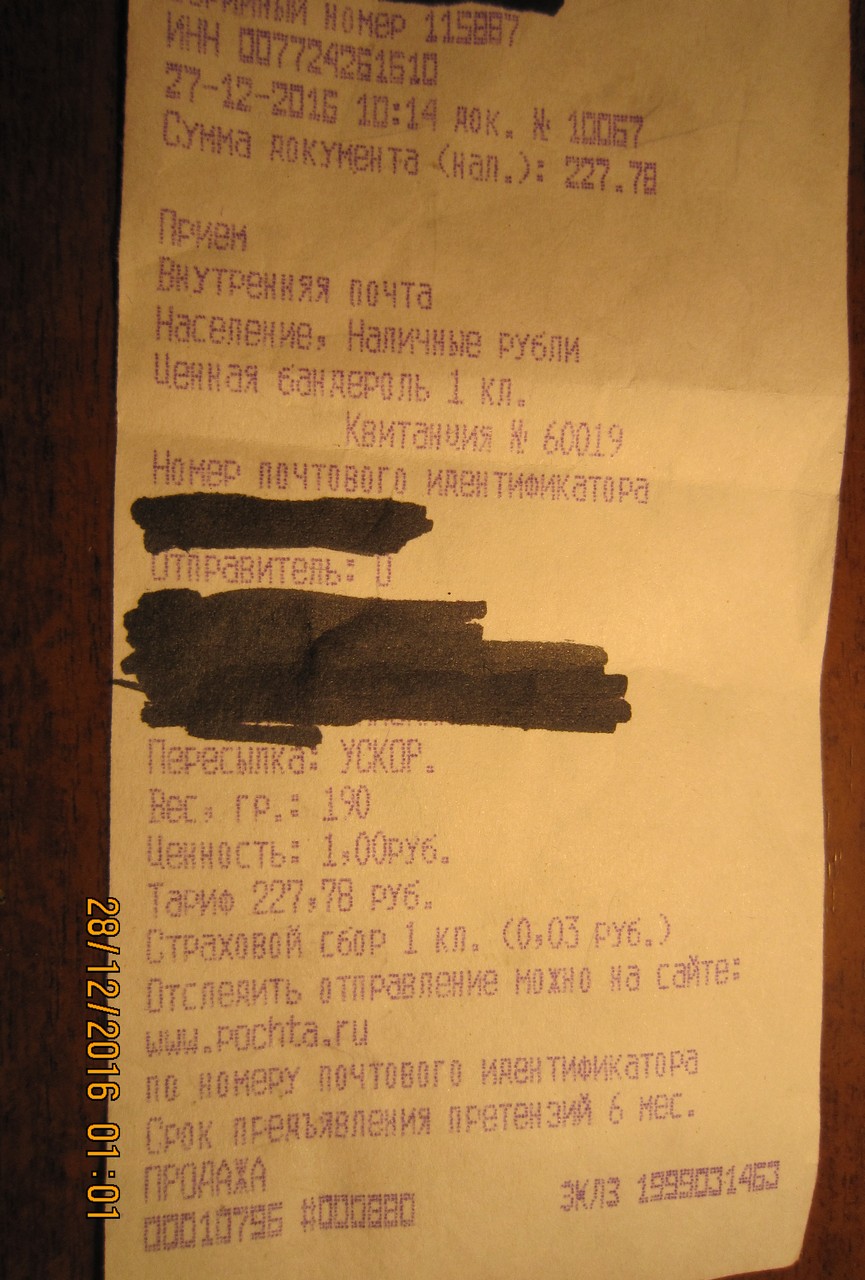 номер 115887
ИНН 007724261610
27-12-2016 10:14 док. № 10067
Сумма документа (нал.): 227.78
Прием
Внутренняя почта
Население, Наличные рубли
Ценная бандероль 1 кл.
Квитанция № 60019
Номер почтового идентификатора
Отправитель: 0
Пересылка: УСКОР.
Вес, гр.: 190
Ценность: 1,00руб.
Тариф 227,78 руб.
Страховой сбор 1 кл. (0,03 руб.)
Отследить отправление можно на сайте:
www.pochta.ru
по номеру почтового идентификатора
Срок предъявления претензий 6 мес.
ПРОДАЖА
00010795 #000880 ЭКЛЗ 1999031463
28/12/2016 01:01